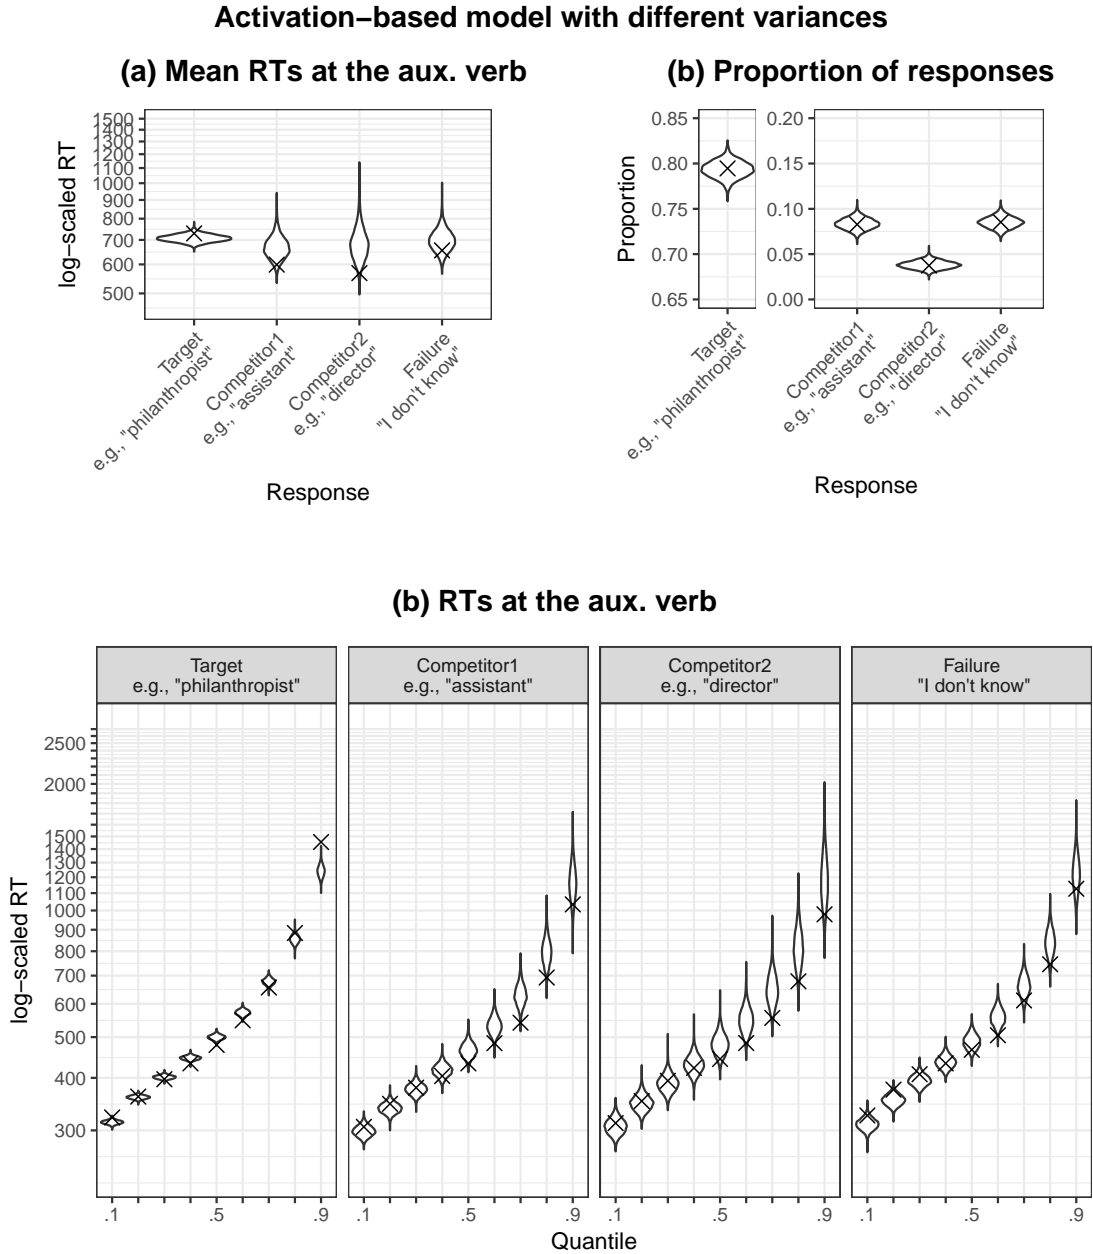 Activation−based model with different variances
(a) Mean RTs at the aux. verb
(b) Proportion of responses
log−scaled RT
1500
1400
1300
1200
1100
1000
900
800
700
600
500
Target
e.g., "philanthropist"
Competitor1
e.g., "assistant"
Competitor2
e.g., "director"
Failure
"I don't know"
Response
Proportion
0.85
0.80
0.75
0.70
0.65
0.20
0.15
0.10
0.05
0.00
Target
e.g., "philanthropist"
Competitor1
e.g., "assistant"
Competitor2
e.g., "director"
Failure
"I don't know"
Response
(b) RTs at the aux. verb
Target
e.g., "philanthropist"
Competitor1
e.g., "assistant"
Competitor2
e.g., "director"
Failure
"I don't know"
log−scaled RT
2500
2000
1500
1400
1300
1200
1100
1000
900
800
700
600
500
400
300
.1 .5 .9
.1 .5 .9
.1 .5 .9
.1 .5 .9
Quantile